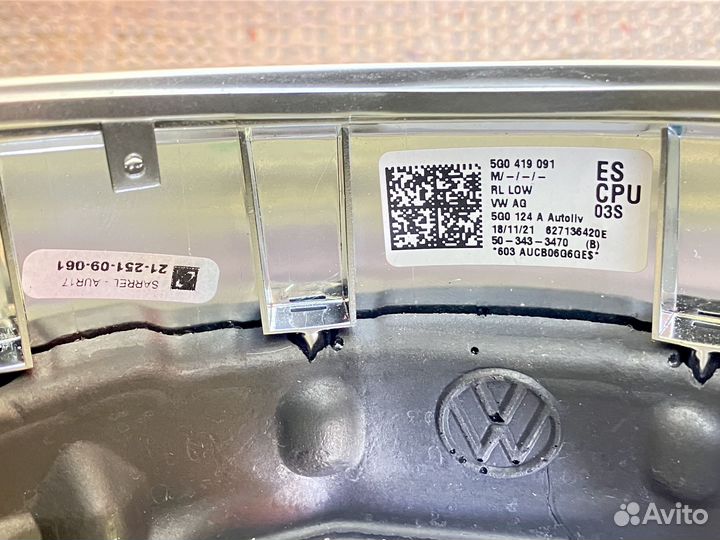 5G0 419 091
M/-/-/-
RL LOW
VW AG
5G0 124 A Autoliv
18/11/21 627136420E
50-343-3470 (B)
*603 AUCB06G6GES*
ES
CPU
03S
SARREL - AUR17
21-251-09-061
Avito